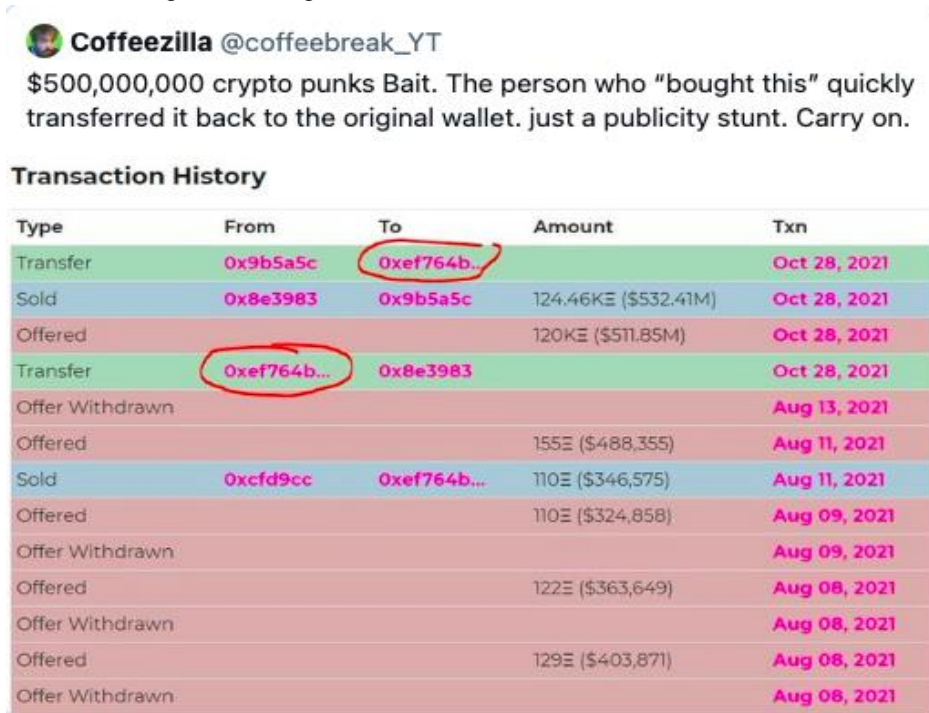 Coffeezilla @coffeebreak_YT
$500,000,000 crypto punks Bait. The person who “bought this” quickly
transferred it back to the original wallet. just a publicity stunt. Carry on.
Transaction History
Type From To Amount Txn
Transfer 0x9b5a5c 0xef764b... Oct 28, 2021
Sold 0x8e3983 0x9b5a5c 124.46KΞ ($532.41M) Oct 28, 2021
Offered 120KΞ ($511.85M) Oct 28, 2021
Transfer 0xef764b... 0x8e3983 Oct 28, 2021
Offer Withdrawn Aug 13, 2021
Offered 155Ξ ($488,355) Aug 11, 2021
Sold 0xcfd9cc 0xef764b... 110Ξ ($346,575) Aug 11, 2021
Offered 110Ξ ($324,858) Aug 09, 2021
Offer Withdrawn Aug 09, 2021
Offered 122Ξ ($363,649) Aug 08, 2021
Offer Withdrawn Aug 08, 2021
Offered 129Ξ ($403,871) Aug 08, 2021
Offer Withdrawn Aug 08, 2021